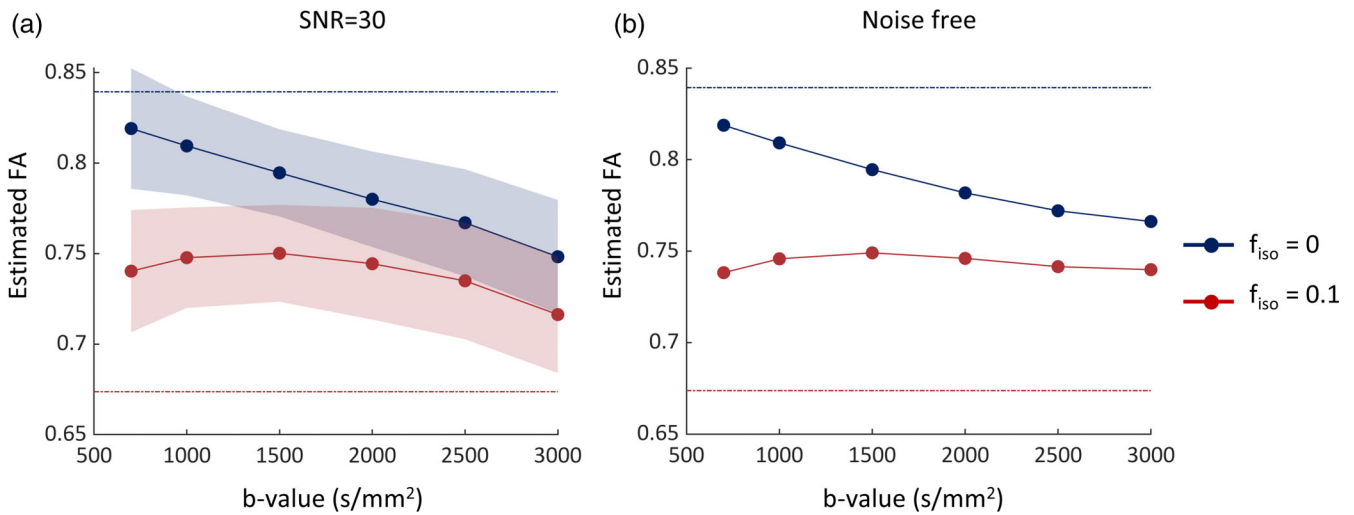 (a)
SNR=30
Estimated FA
0.85
0.8
0.75
0.7
0.65
500 1000 1500 2000 2500 3000
b-value (s/mm²)
(b)
Noise free
Estimated FA
0.85
0.8
0.75
0.7
0.65
500 1000 1500 2000 2500 3000
b-value (s/mm²)
f_iso = 0
f_iso = 0.1